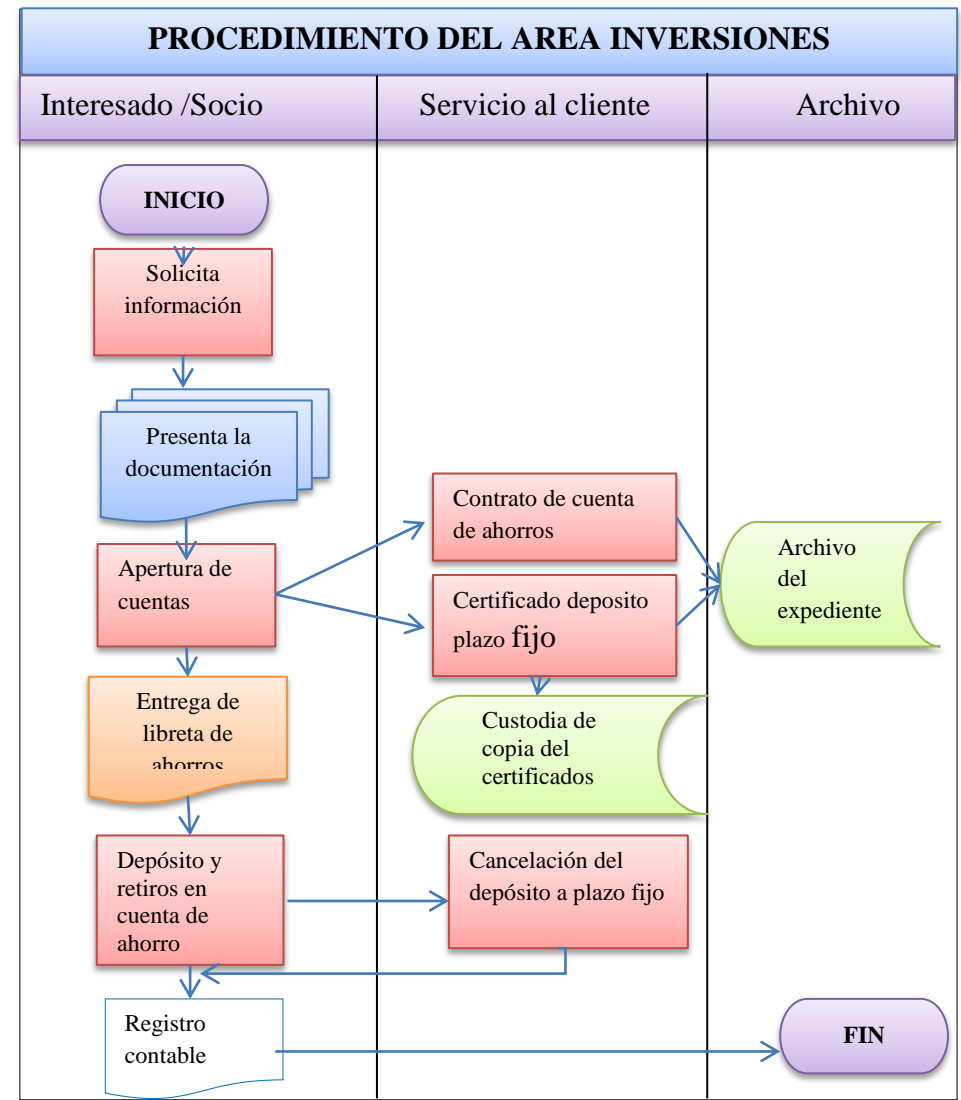 PROCEDIMIENTO DEL AREA INVERSIONES
Interesado /Socio
Servicio al cliente
Archivo
INICIO
Solicita
información
Presenta la
documentación
Contrato de cuenta
de ahorros
Apertura de
cuentas
Certificado deposito
plazo fijo
Archivo
del
expediente
Entrega de
libreta de
ahorros
Custodia de
copia del
certificados
Depósito y
retiros en
cuenta de
ahorro
Cancelación del
depósito a plazo fijo
Registro
contable
FIN